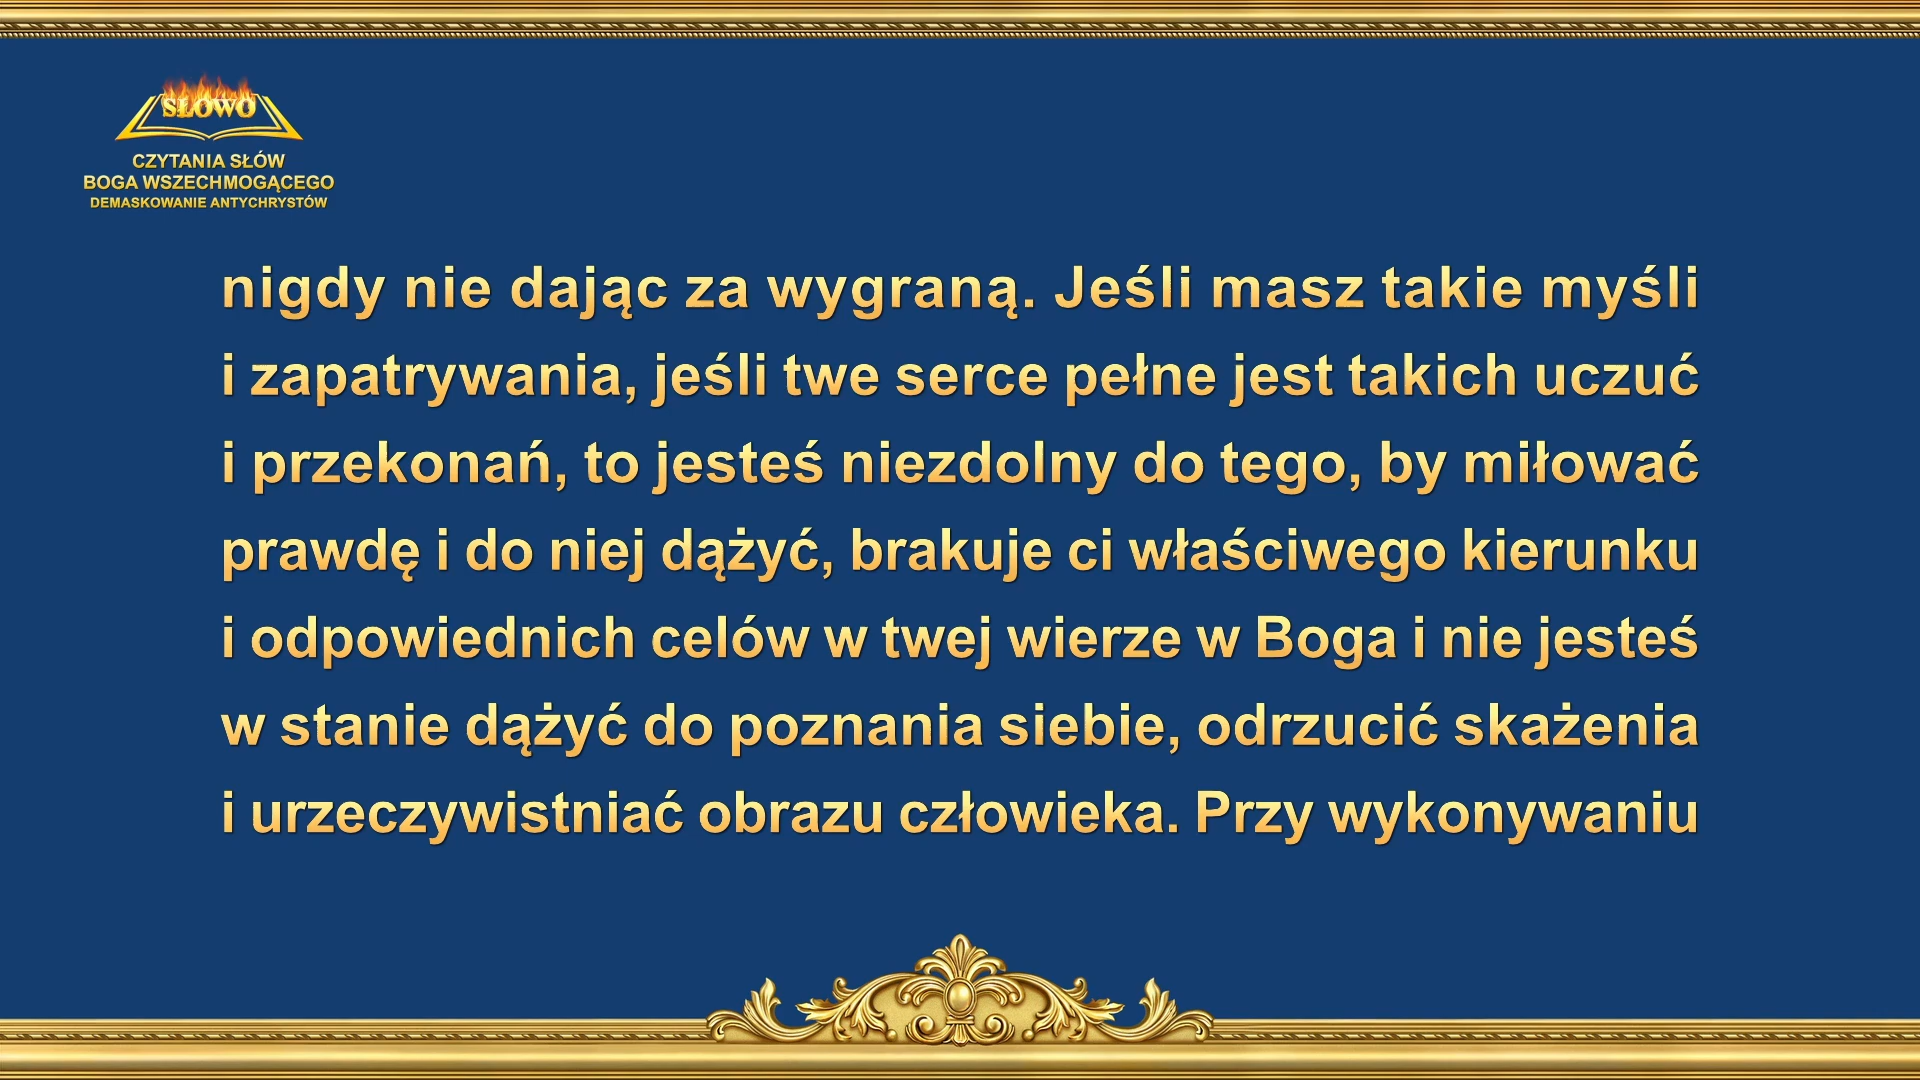 SŁOWO
CZYTANIA SŁÓW
BOGA WSZECHMOGĄCEGO
DEMASKOWANIE ANTYCHRYSTÓW
nigdy nie dając za wygraną. Jeśli masz takie myśli
i zapatrywania, jeśli twe serce pełne jest takich uczuć
i przekonań, to jesteś niezdolny do tego, by miłować
prawdę i do niej dążyć, brakuje ci właściwego kierunku
i odpowiednich celów w twej wierze w Boga i nie jesteś
w stanie dążyć do poznania siebie, odrzucić skażenia
i urzeczywistniać obrazu człowieka. Przy wykonywaniu